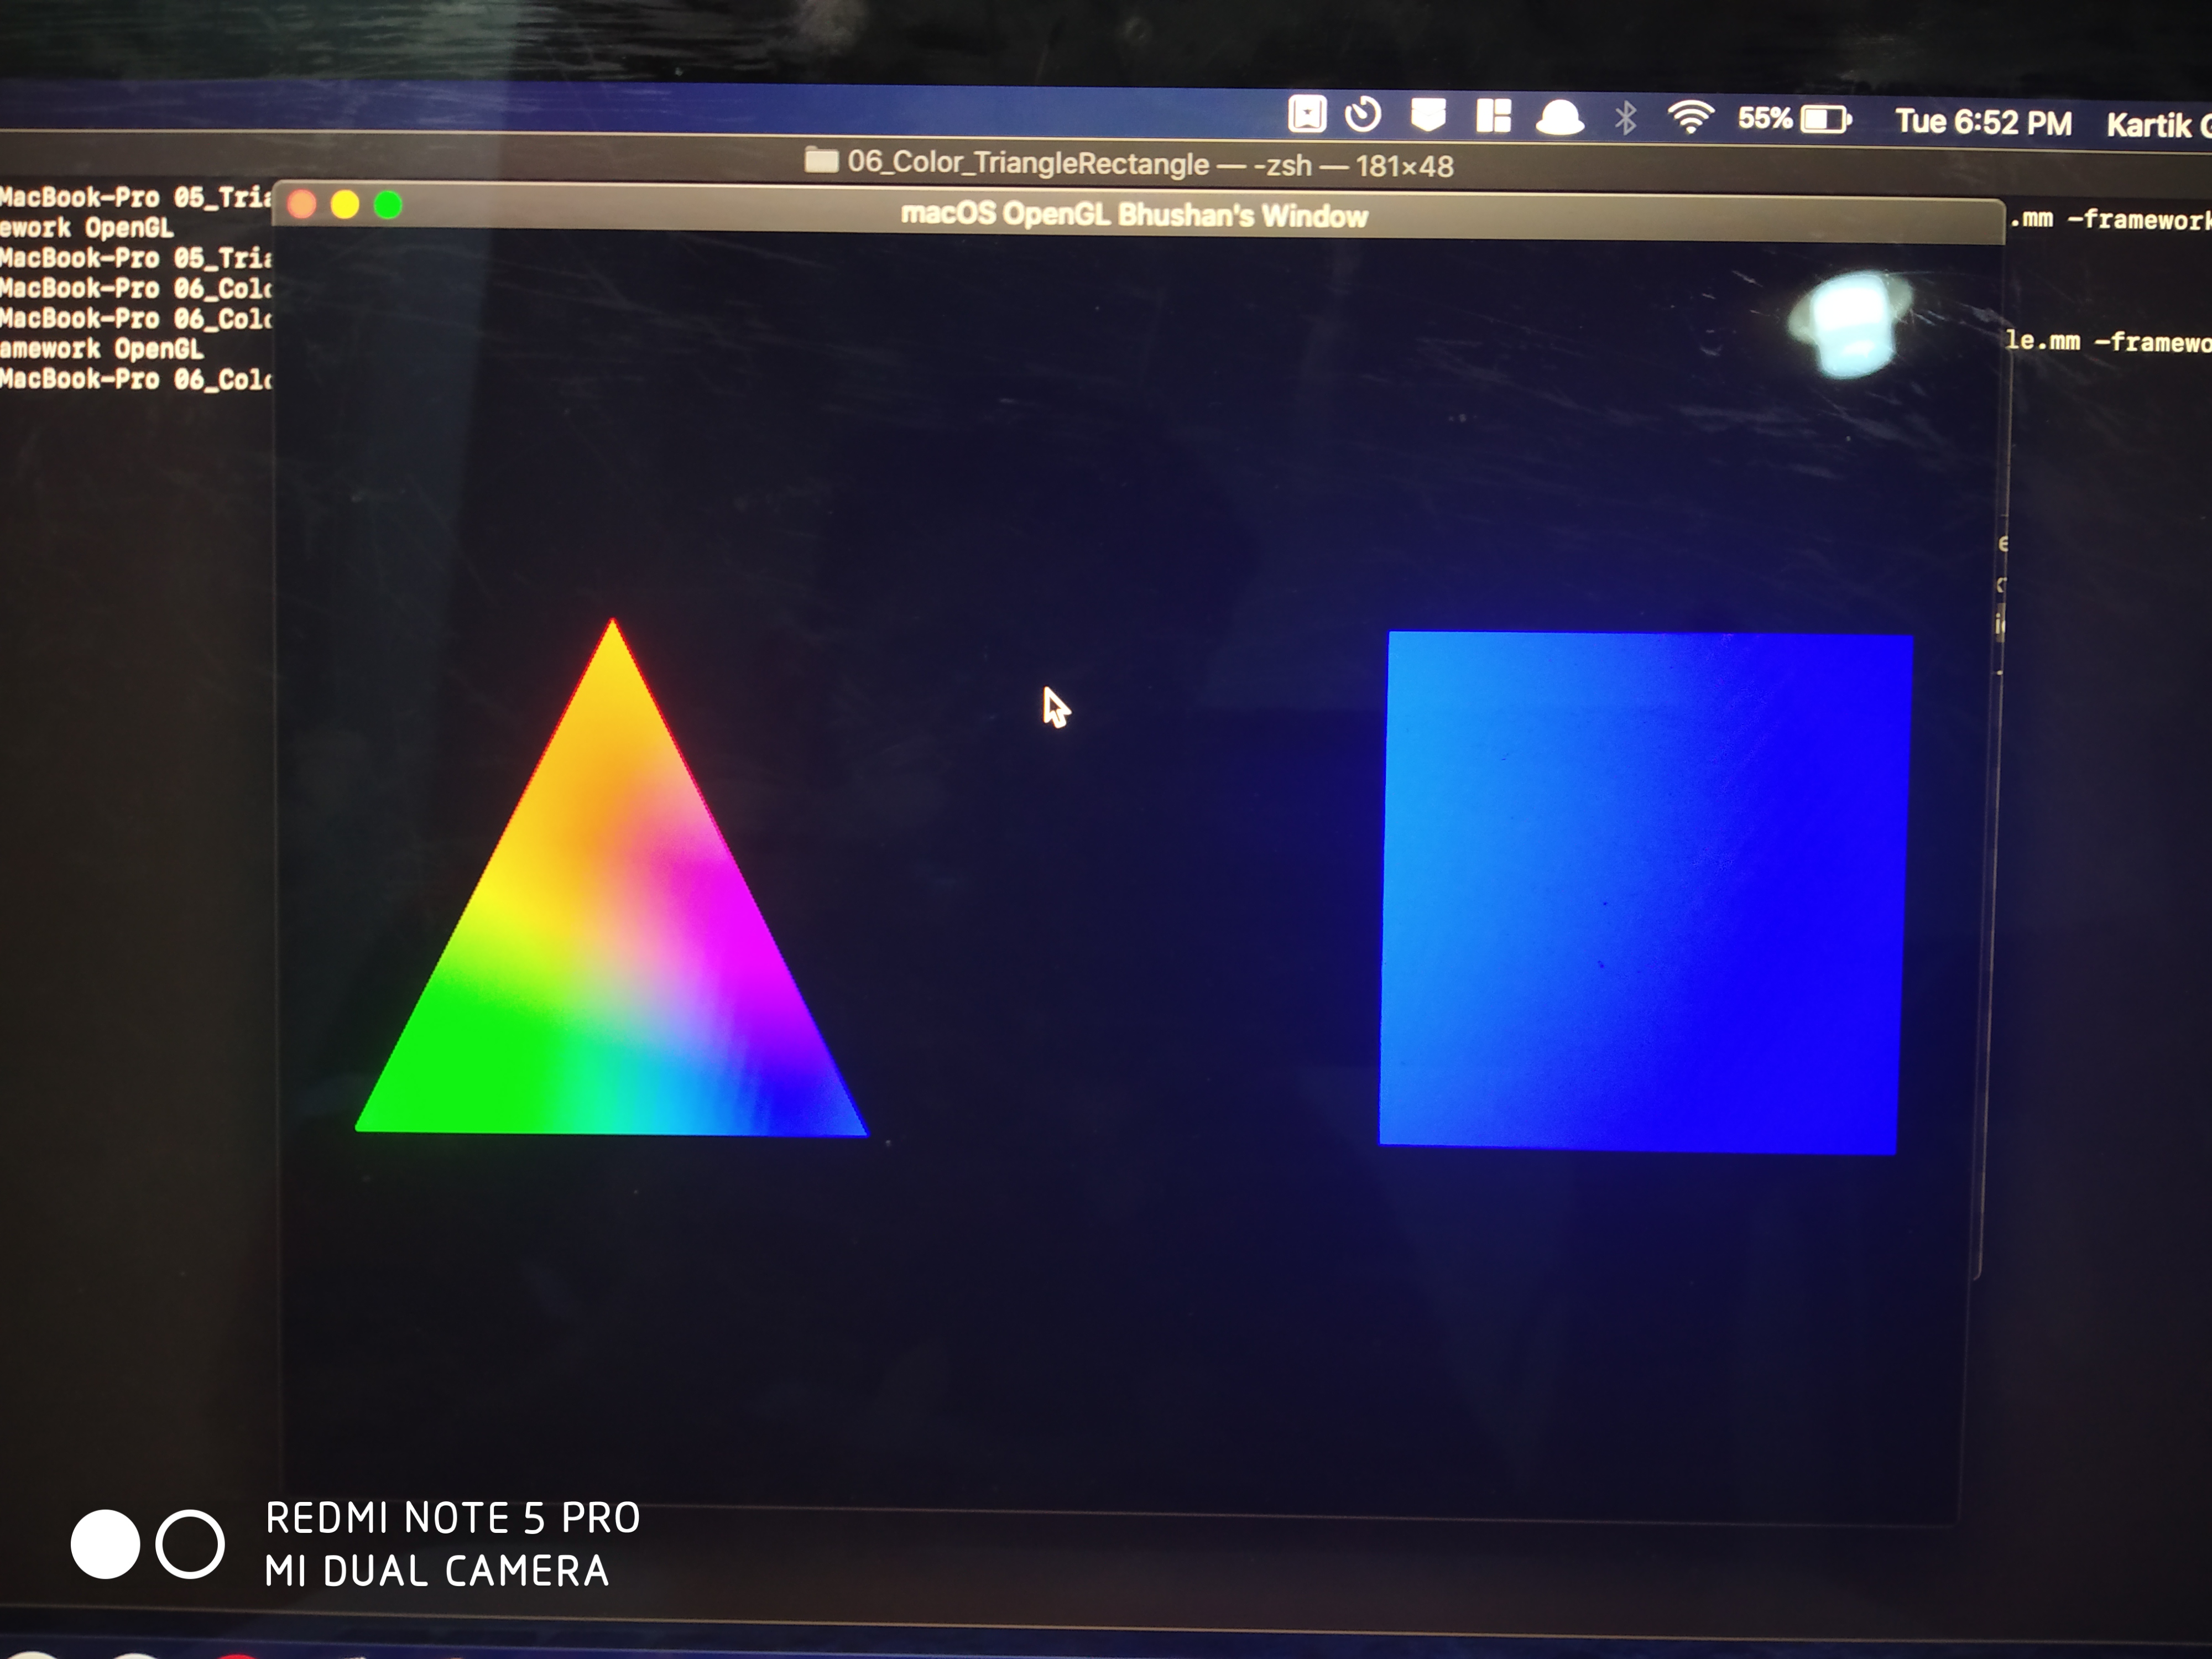 55% Tue 6:52 PM Kartik G
06_Color_TriangleRectangle — -zsh — 181×48
macOS OpenGL Bhushan's Window
MacBook-Pro 05_Tria
ework OpenGL
MacBook-Pro 05_Tria
MacBook-Pro 06_Colo
MacBook-Pro 06_Colo
amework OpenGL
MacBook-Pro 06_Colo
.mm -framework
le.mm -framewo
REDMI NOTE 5 PRO
MI DUAL CAMERA